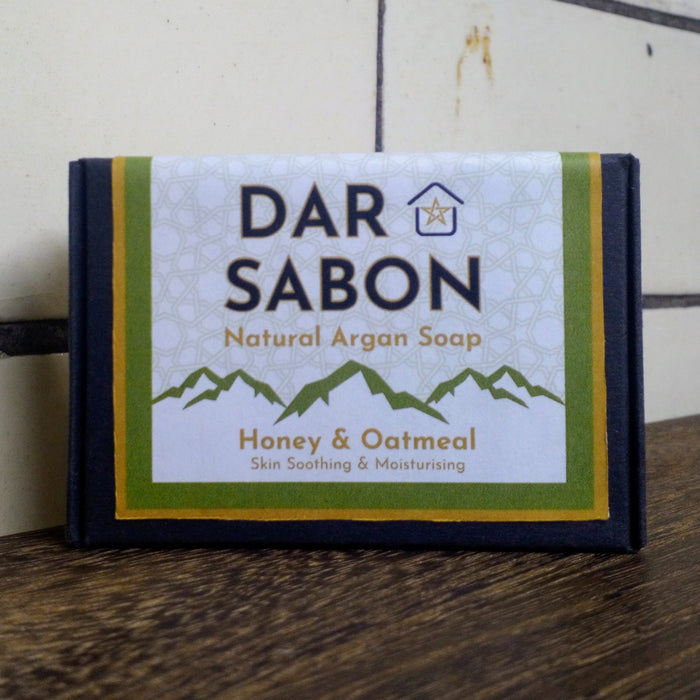 DAR
SABON
Natural Argan Soap
Honey & Oatmeal
Skin Soothing & Moisturising